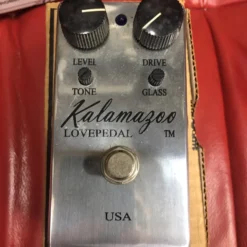 LEVEL DRIVE
TONE GLASS
Kalamazoo
LOVEPEDAL TM
USA